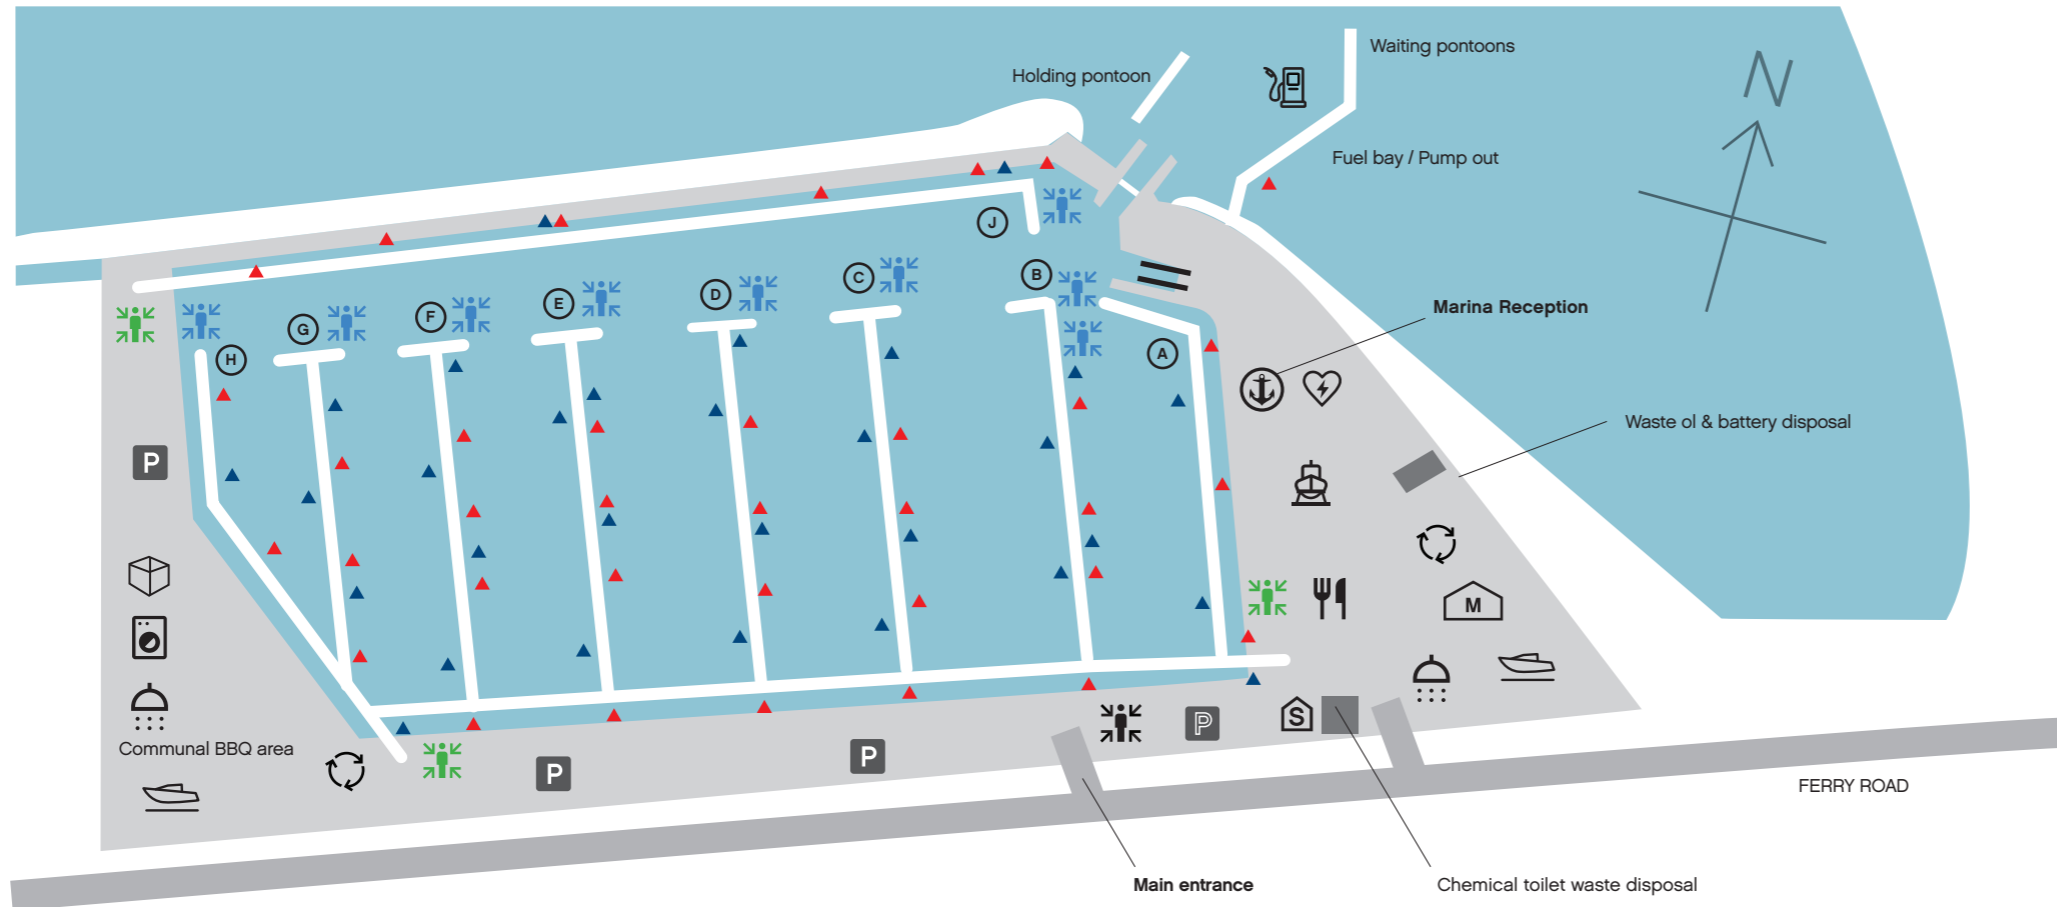 Waiting pontoons
N
Holding pontoon
Fuel bay / Pump out
J
B
C
D
E
F
G
H
A
Marina Reception
Waste ol & battery disposal
P
M
S
P
Communal BBQ area
P
P
FERRY ROAD
Main entrance
Chemical toilet waste disposal